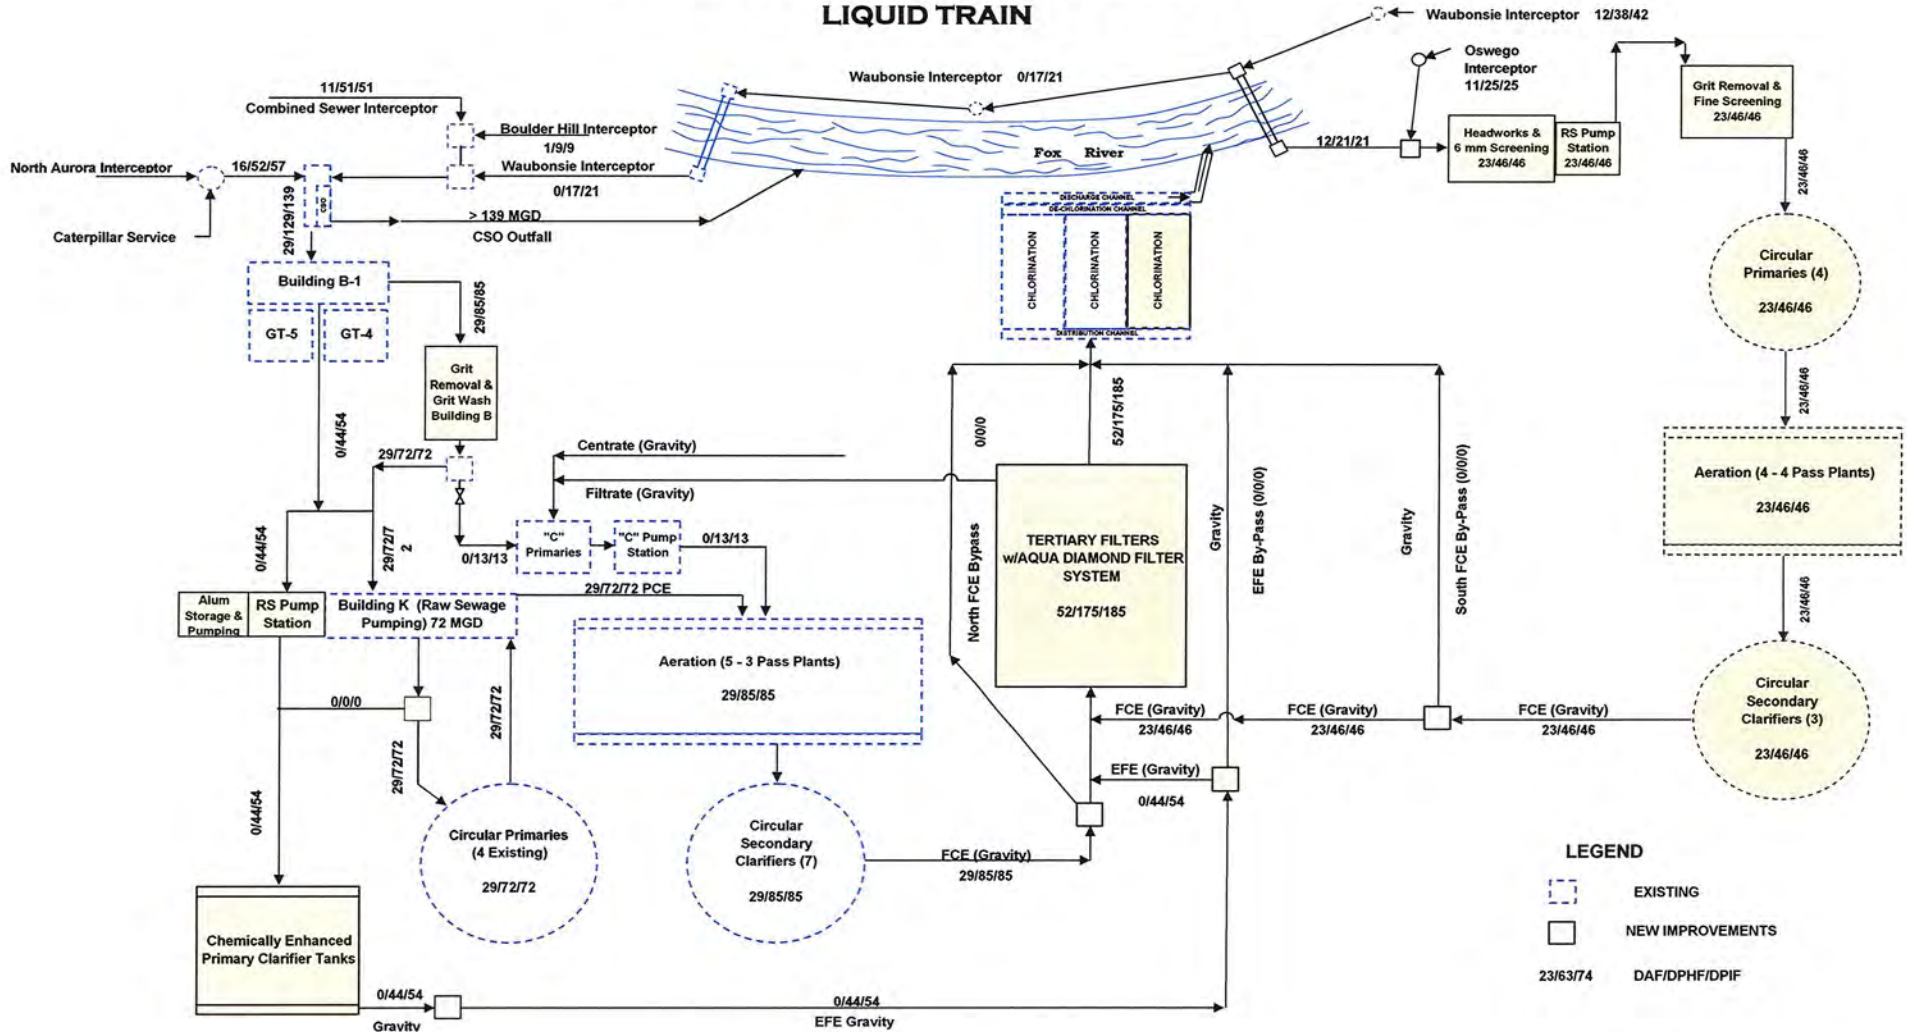 LIQUID TRAIN
Waubonsie Interceptor 12/38/42
Oswego
Interceptor
11/25/25
Waubonsie Interceptor 0/17/21
11/51/51
Combined Sewer Interceptor
Boulder Hill Interceptor
1/9/9
Waubonsie Interceptor
0/17/21
North Aurora Interceptor
16/52/57
Caterpillar Service
CSO
29/129/139
> 139 MGD
CSO Outfall
Fox River
12/21/21
Headworks &
6 mm Screening
23/46/46
RS Pump
Station
23/46/46
Grit Removal &
Fine Screening
23/46/46
23/46/46
Circular
Primaries (4)
23/46/46
23/46/46
Aeration (4 - 4 Pass Plants)
23/46/46
23/46/46
Circular
Secondary
Clarifiers (3)
23/46/46
DISCHARGE CHANNEL
DE-CHLORINATION CHANNEL
CHLORINATION
CHLORINATION
CHLORINATION
DISTRIBUTION CHANNEL
Building B-1
GT-5
GT-4
29/85/85
Grit
Removal &
Grit Wash
Building B
0/44/54
29/72/72
Centrate (Gravity)
Filtrate (Gravity)
"C"
Primaries
"C" Pump
Station
0/13/13
0/13/13
0/44/54
29/72/7
2
Alum
Storage &
Pumping
RS Pump
Station
Building K (Raw Sewage
Pumping) 72 MGD
29/72/72 PCE
Aeration (5 - 3 Pass Plants)
29/85/85
0/0/0
29/72/72
29/72/72
0/44/54
Circular Primaries
(4 Existing)
29/72/72
Circular
Secondary
Clarifiers (7)
29/85/85
FCE (Gravity)
29/85/85
Chemically Enhanced
Primary Clarifier Tanks
0/44/54
Gravity
0/44/54
EFE Gravity
0/0/0
North FCE Bypass
52/175/185
TERTIARY FILTERS
w/AQUA DIAMOND FILTER
SYSTEM
52/175/185
Gravity
EFE By-Pass (0/0/0)
Gravity
South FCE By-Pass (0/0/0)
FCE (Gravity)
23/46/46
FCE (Gravity)
23/46/46
FCE (Gravity)
23/46/46
EFE (Gravity)
0/44/54
LEGEND
EXISTING
NEW IMPROVEMENTS
23/63/74 DAF/DPHF/DPIF